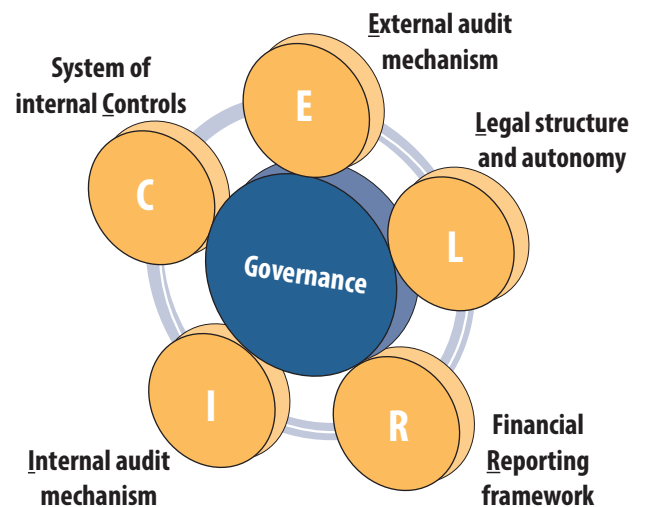 External audit
mechanism
System of
internal Controls
E
Legal structure
and autonomy
C
L
Governance
I
R
Financial
Reporting
framework
Internal audit
mechanism